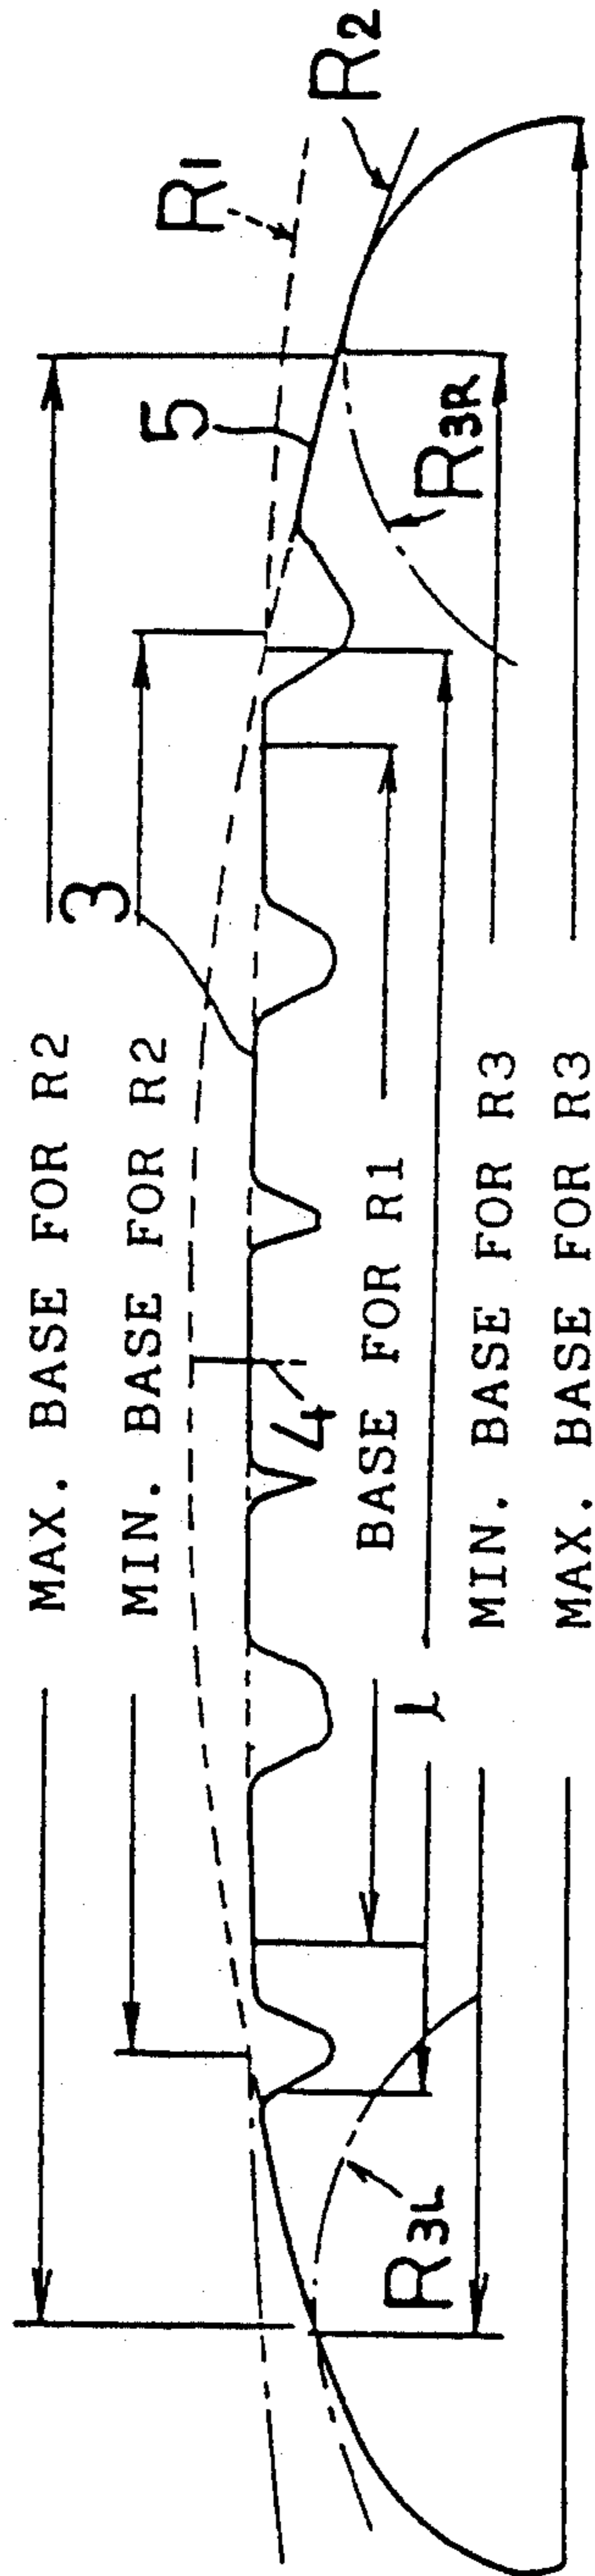 MAX. BASE FOR R2
MIN. BASE FOR R2
3
R1
R2
5
R3R
4
BASE FOR R1
l
R3L
MIN. BASE FOR R3
MAX. BASE FOR R3